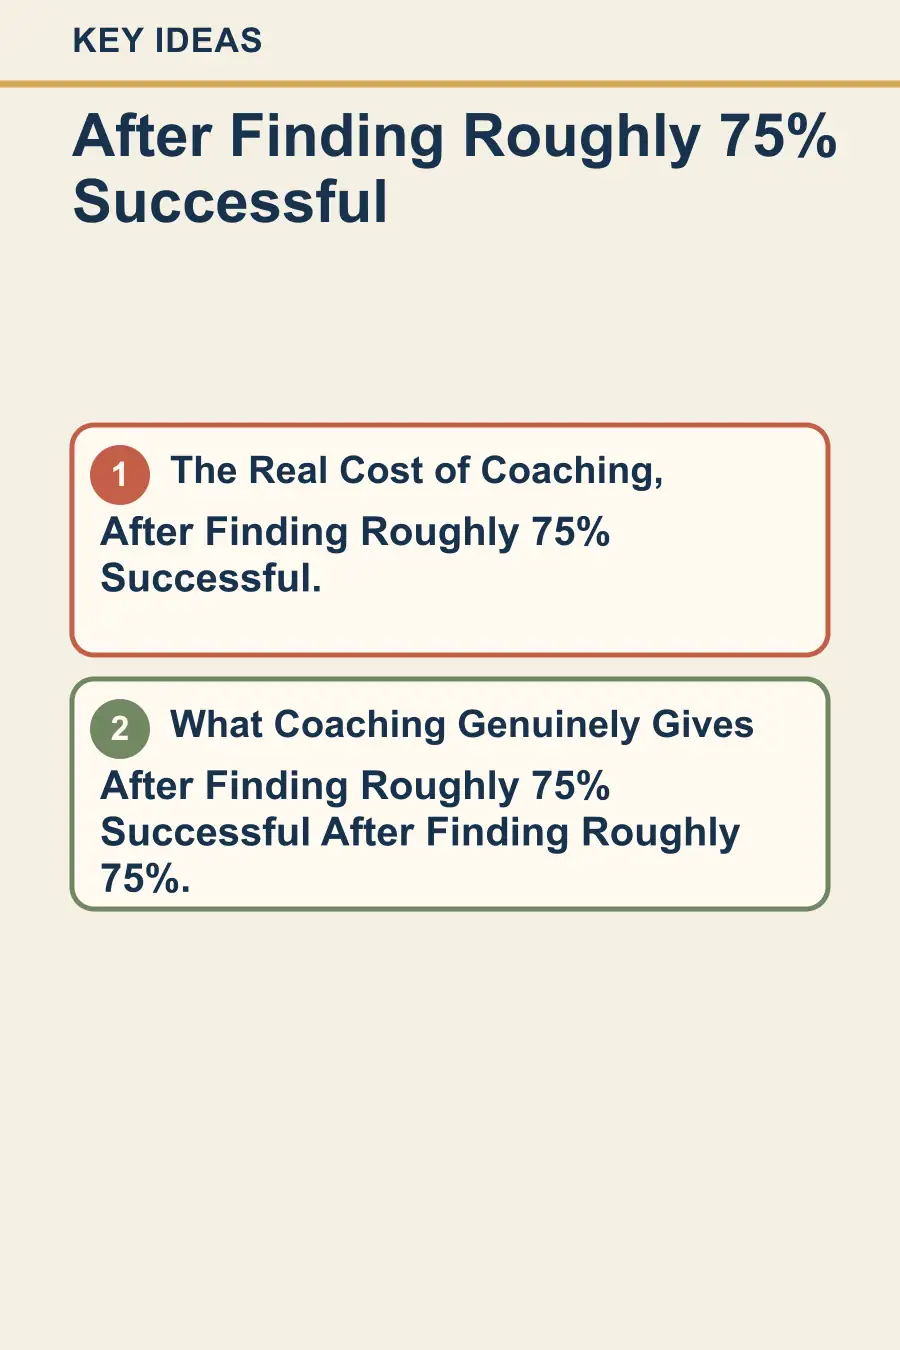 KEY IDEAS
After Finding Roughly 75%
Successful
1
The Real Cost of Coaching,
After Finding Roughly 75%
Successful.
2
What Coaching Genuinely Gives
After Finding Roughly 75%
Successful After Finding Roughly
75%.